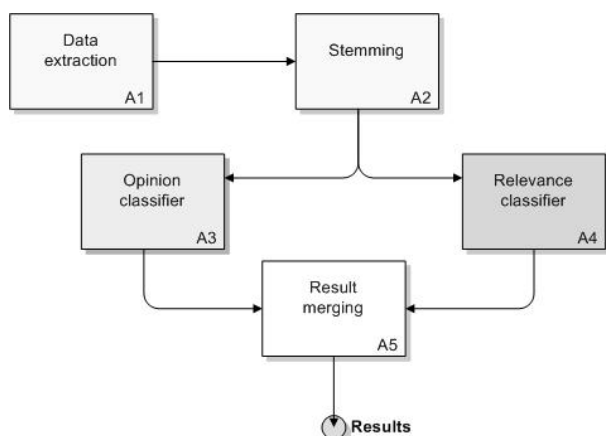 Data
extraction
A1
Stemming
A2
Opinion
classifier
A3
Relevance
classifier
A4
Result
merging
A5
Results